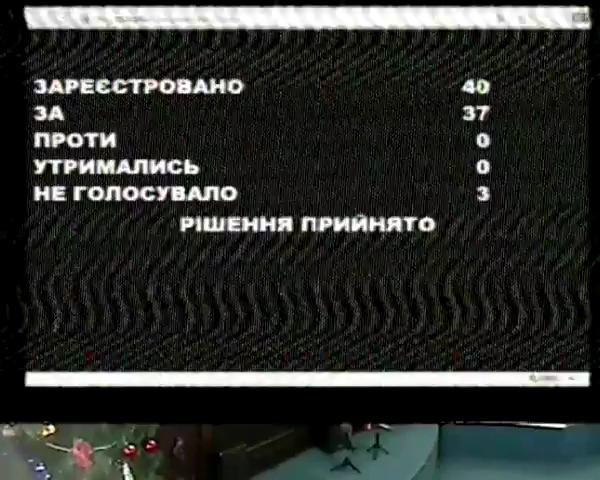 ЗАРЕЄСТРОВАНО 40
ЗА 37
ПРОТИ 0
УТРИМАЛИСЬ 0
НЕ ГОЛОСУВАЛО 3
РІШЕННЯ ПРИЙНЯТО